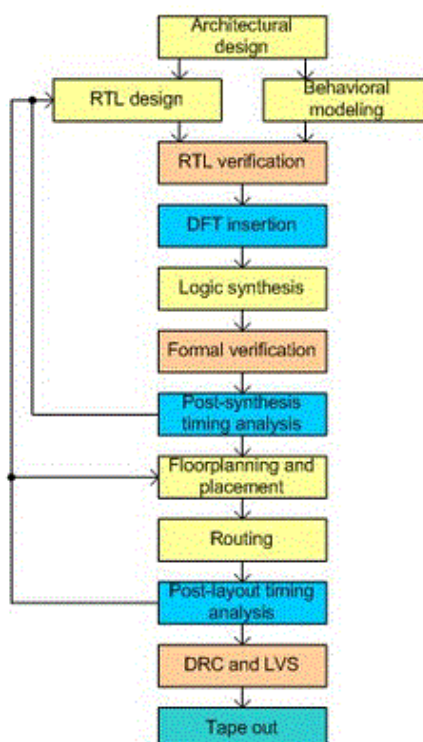 Architectural
design
RTL design
Behavioral
modeling
RTL verification
DFT insertion
Logic synthesis
Formal verification
Post-synthesis
timing analysis
Floorplanning and
placement
Routing
Post-layout timing
analysis
DRC and LVS
Tape out